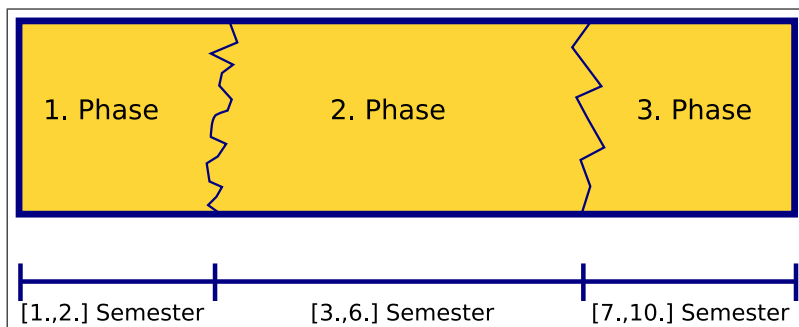 1. Phase 2. Phase 3. Phase
[1.,2.] Semester [3.,6.] Semester [7.,10.] Semester